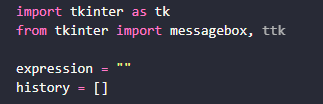 import tkinter as tk
from tkinter import messagebox, ttk
expression = ""
history = []